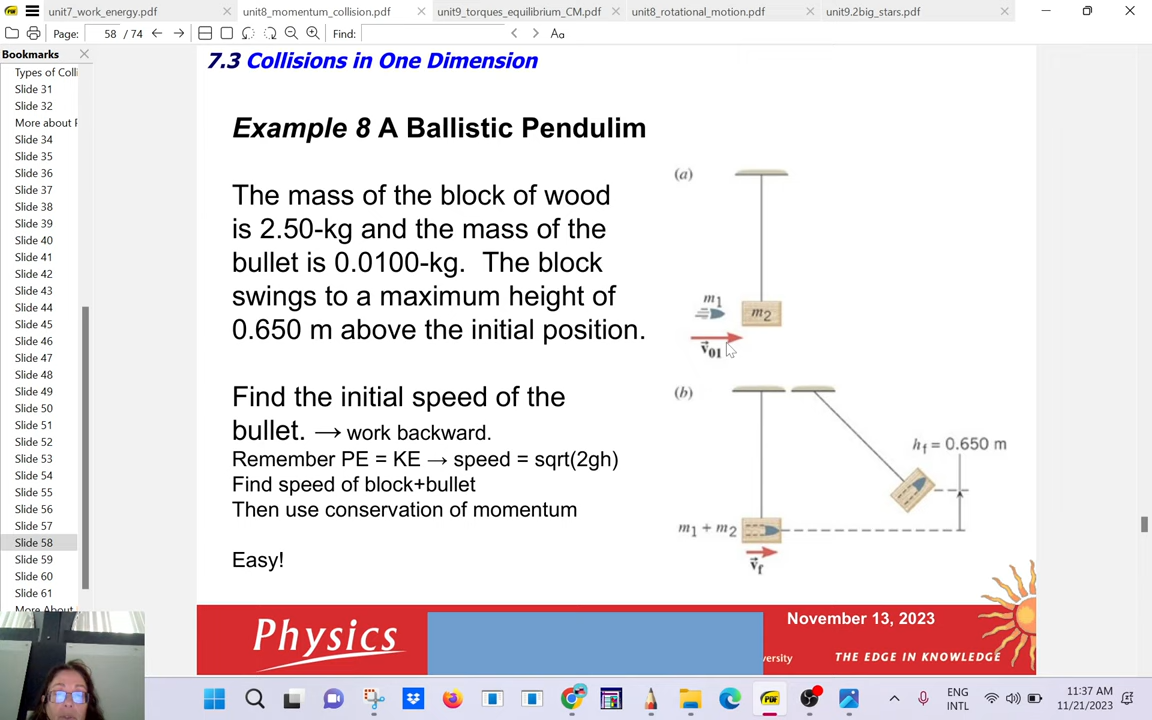 unit7_work_energy.pdf
unit8_momentum_collision.pdf
unit9_torques_equilibrium_CM.pdf
unit8_rotational_motion.pdf
unit9.2big_stars.pdf
Page: 58 / 74
Find:
Aa
Bookmarks
Types of Colli
Slide 31
Slide 32
More about
Slide 34
Slide 35
Slide 36
Slide 37
Slide 38
Slide 39
Slide 40
Slide 41
Slide 42
Slide 43
Slide 44
Slide 45
Slide 46
Slide 47
Slide 48
Slide 49
Slide 50
Slide 51
Slide 52
Slide 53
Slide 54
Slide 55
Slide 56
Slide 57
Slide 58
Slide 59
Slide 60
Slide 61
More About
7.3 Collisions in One Dimension
Example 8 A Ballistic Pendulim
The mass of the block of wood
is 2.50-kg and the mass of the
bullet is 0.0100-kg. The block
swings to a maximum height of
0.650 m above the initial position.
Find the initial speed of the
bullet. → work backward.
Remember PE = KE → speed = sqrt(2gh)
Find speed of block+bullet
Then use conservation of momentum
Easy!
(a)
m1
m2
v01
(b)
hf = 0.650 m
m1 + m2
vf
Physics
November 13, 2023
versity
THE EDGE IN KNOWLEDGE
ENG
INTL
11:37 AM
11/21/2023